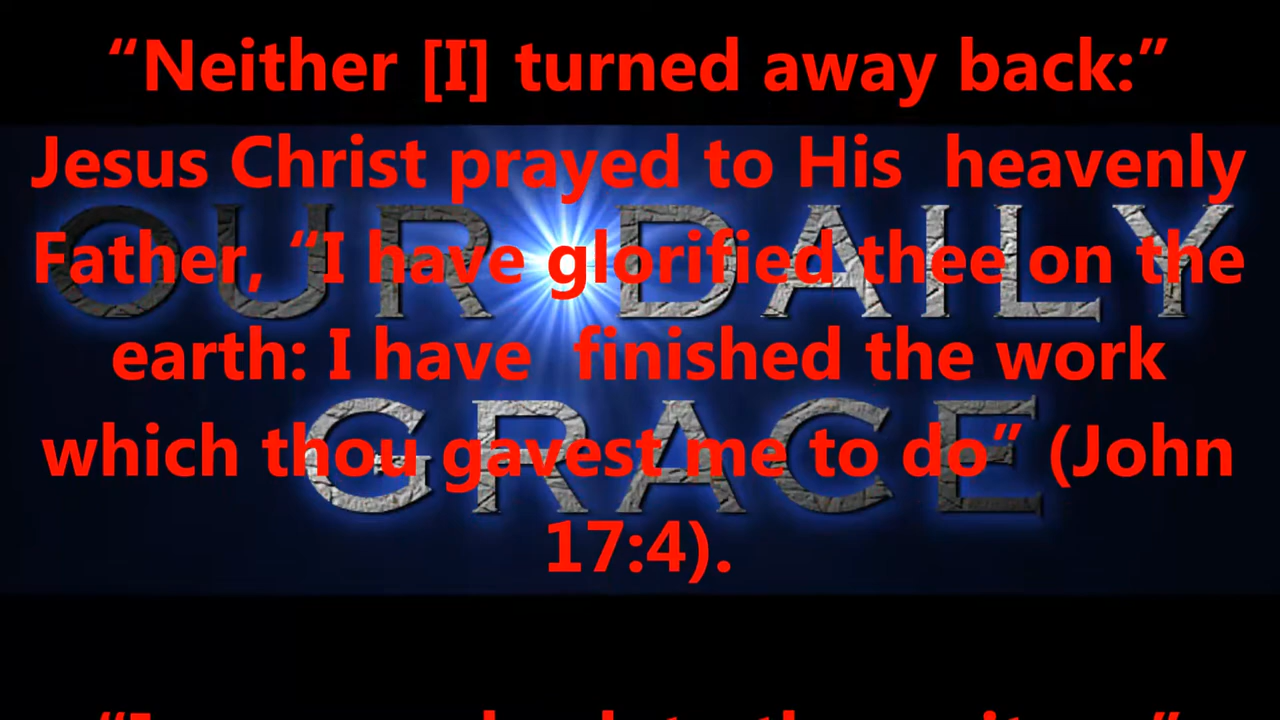 “Neither [I] turned away back:”
Jesus Christ prayed to His heavenly
Father, “I have glorified thee on the
OUR DAILY
earth: I have finished the work
which thou gavest me to do” (John
GRACE
17:4).